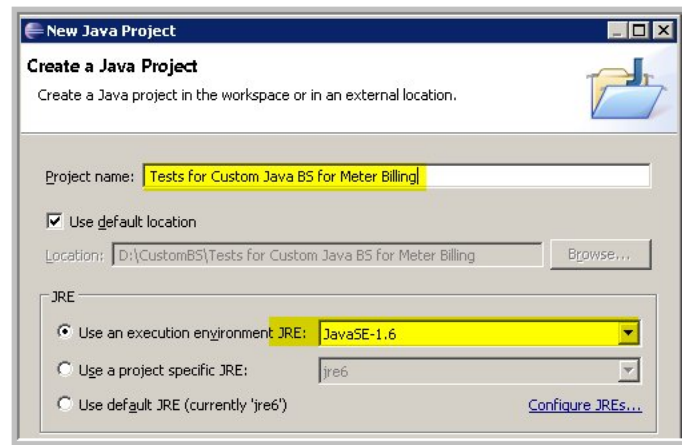 New Java Project
Create a Java Project
Create a Java project in the workspace or in an external location.
Project name: Tests for Custom Java BS for Meter Billing
Use default location
Location: D:\CustomBS\Tests for Custom Java BS for Meter Billing Browse...
JRE
Use an execution environment JRE: JavaSE-1.6
Use a project specific JRE: jre6
Use default JRE (currently 'jre6') Configure JREs...